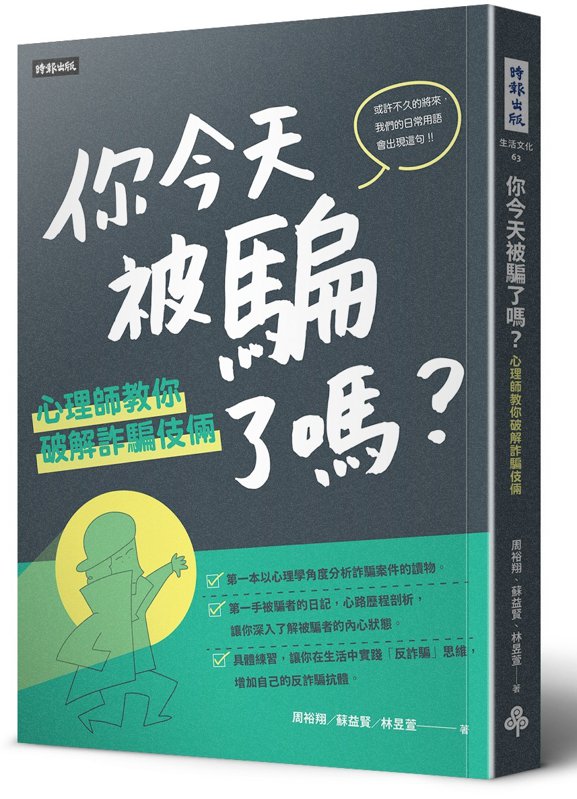 時報出版
或許不久的將來，
我們的日常用語
會出現這句!!
你今天
被騙
了嗎？
心理師教你
破解詐騙伎倆
第一本以心理學角度分析詐騙案件的讀物。
第一手被騙者的日記，心路歷程剖析，
讓你深入了解被騙者的內心狀態。
具體練習，讓你在生活中實踐「反詐騙」思維，
增加自己的反詐騙抗體。
周裕翔／蘇益賢／林昱萱———著
時報出版
生活文化
63
你今天被騙了嗎？心理師教你破解詐騙伎倆
周裕翔、蘇益賢、林昱萱——著